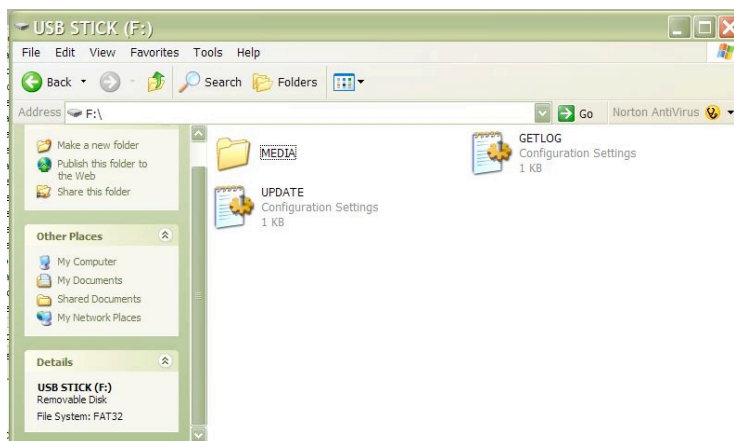 USB STICK (F:)
File Edit View Favorites Tools Help
Back Search Folders
Address F:\ Go Norton AntiVirus
Make a new folder
Publish this folder to
the Web
Share this folder
Other Places
My Computer
My Documents
Shared Documents
My Network Places
Details
USB STICK (F:)
Removable Disk
File System: FAT32
MEDIA
GETLOG
Configuration Settings
1 KB
UPDATE
Configuration Settings
1 KB